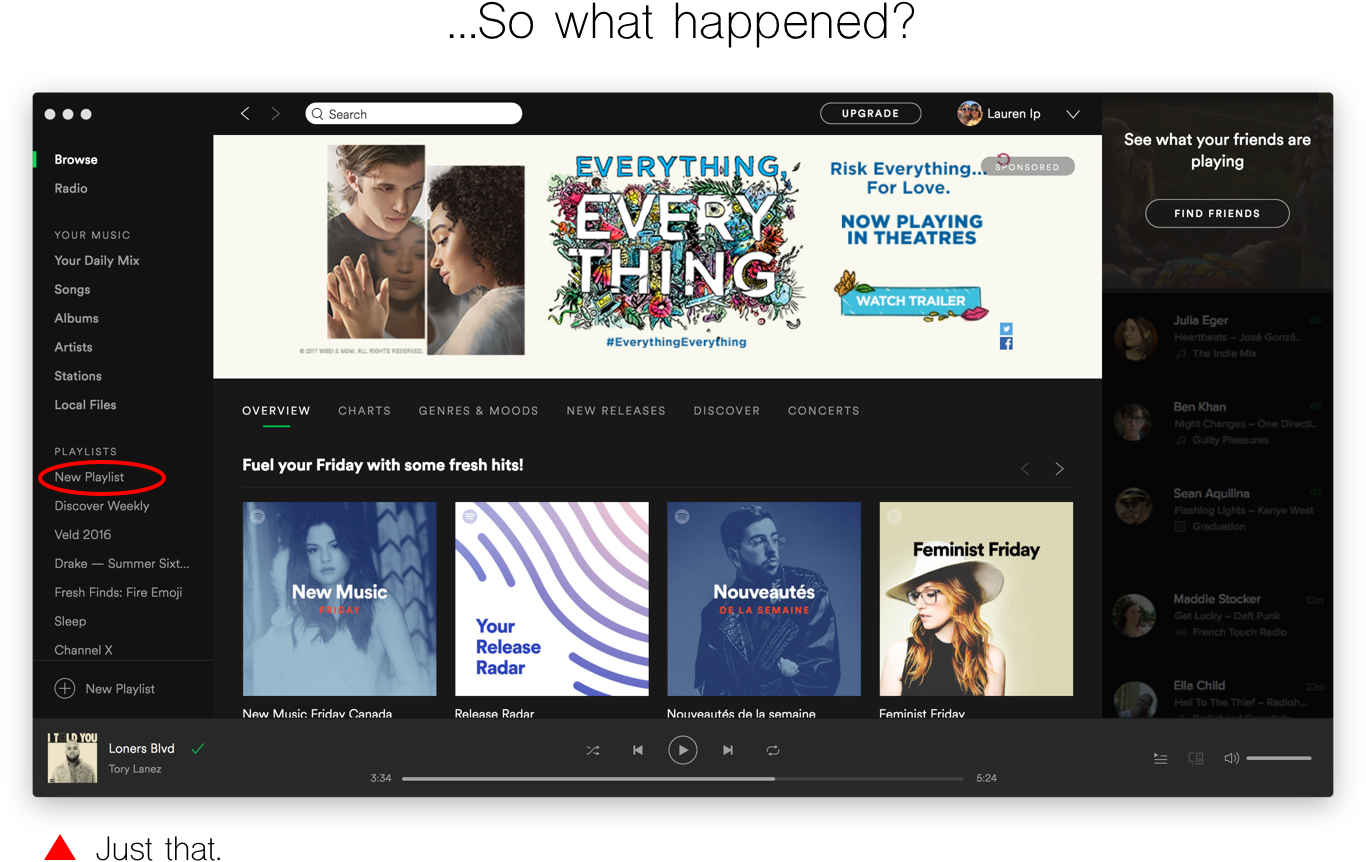 ...So what happened?
Search
UPGRADE
Lauren Ip
Browse
Radio
YOUR MUSIC
Your Daily Mix
Songs
Albums
Artists
Stations
Local Files
PLAYLISTS
New Playlist
Discover Weekly
Veld 2016
Drake — Summer Sixt...
Fresh Finds: Fire Emoji
Sleep
Channel X
New Playlist
EVERYTHING,
EVERY
THING
#EverythingEverything
© 2017 WBEI & MGM. ALL RIGHTS RESERVED.
Risk Everything...
For Love.
SPONSORED
NOW PLAYING
IN THEATRES
WATCH TRAILER
OVERVIEW
CHARTS
GENRES & MOODS
NEW RELEASES
DISCOVER
CONCERTS
Fuel your Friday with some fresh hits!
New Music
FRIDAY
Your
Release
Radar
Nouveautés
DE LA SEMAINE
Feminist Friday
New Music Friday Canada
Release Radar
Nouveautés de la semaine
Feminist Friday
See what your friends are
playing
FIND FRIENDS
Julia Eger
Heartbeats – José Gonzá..
The Indie Mix
Ben Khan
Night Changes – One Directi..
Guilty Pleasures
Sean Aquilina
Flashing Lights – Kanye West
Graduation
Maddie Stocker
12m
Get Lucky – Daft Punk
French Touch Radio
Ella Child
23m
Hail To The Thief – Radioh...
Radiohead Essentials
I TOLD YOU
Loners Blvd
Tory Lanez
3:34
5:24
Just that.